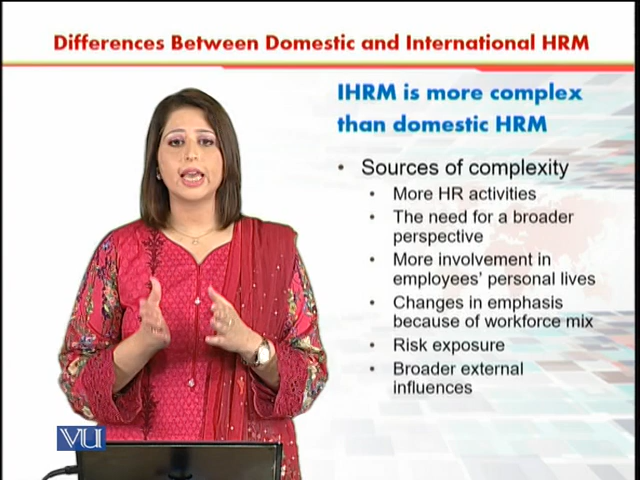 Differences Between Domestic and International HRM
IHRM is more complex
than domestic HRM
• Sources of complexity
• More HR activities
• The need for a broader
perspective
• More involvement in
employees' personal lives
• Changes in emphasis
because of workforce mix
• Risk exposure
• Broader external
influences
VU